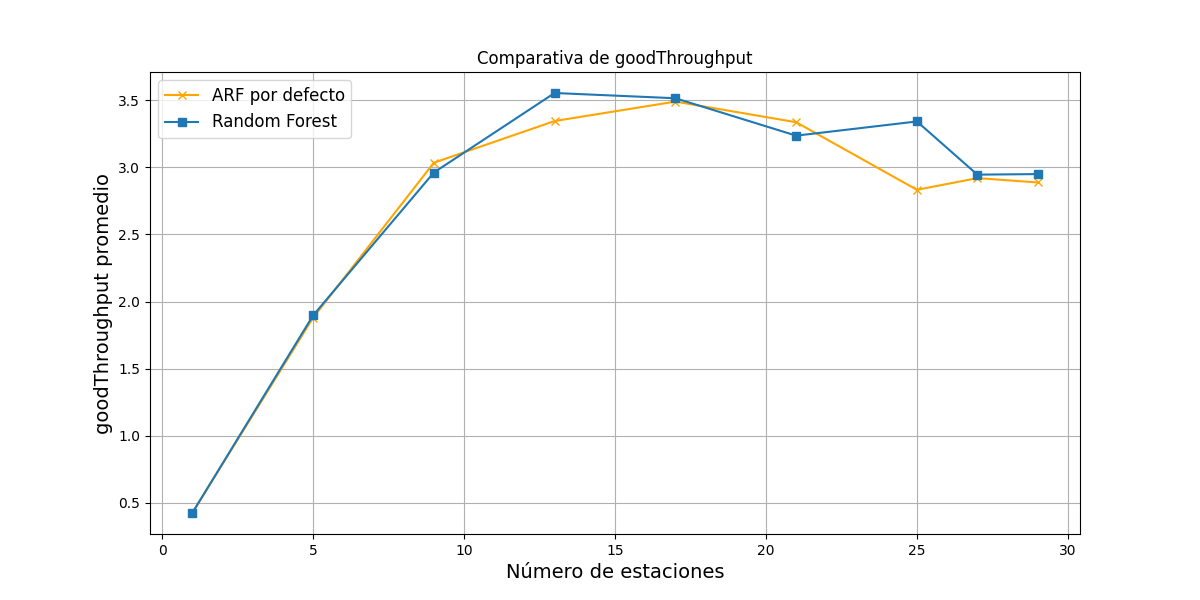 Comparativa de goodThroughput
ARF por defecto
Random Forest
goodThroughput promedio
3.5
3.0
2.5
2.0
1.5
1.0
0.5
0 5 10 15 20 25 30
Número de estaciones